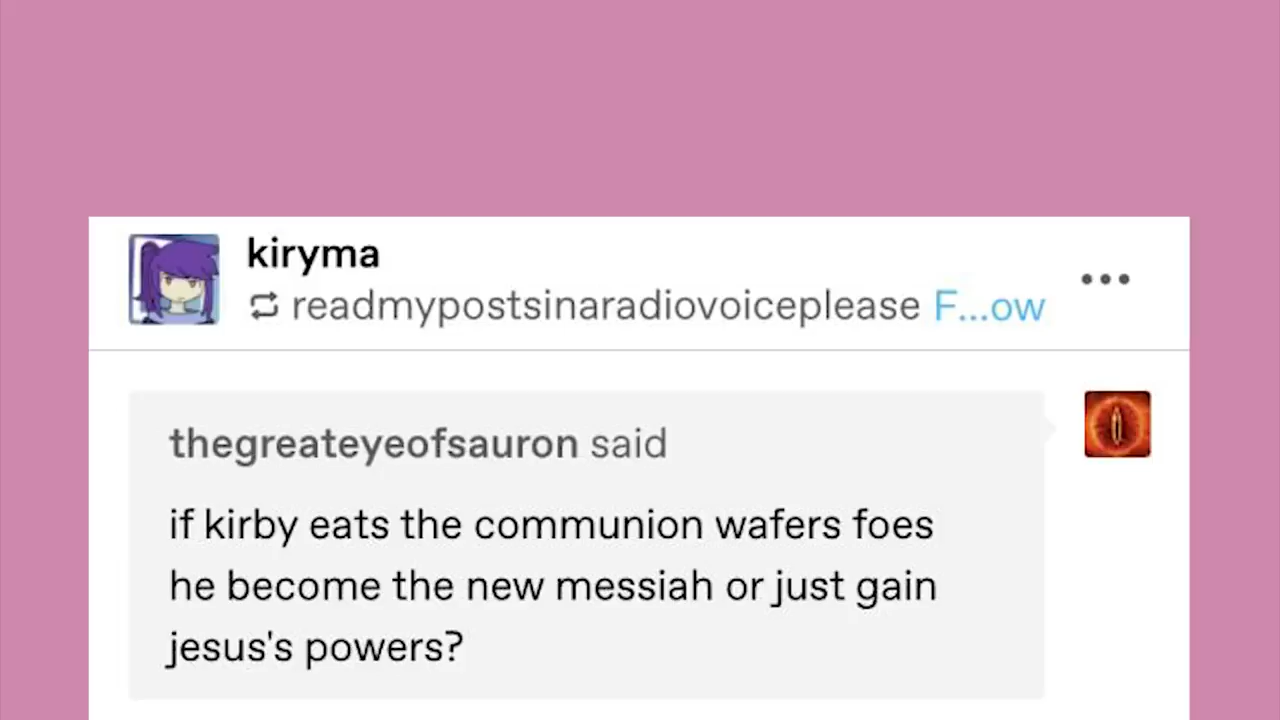 kiryma
readmypostsinaradiovoiceplease F...ow
thegreateyeofsauron said
if kirby eats the communion wafers foes
he become the new messiah or just gain
jesus's powers?